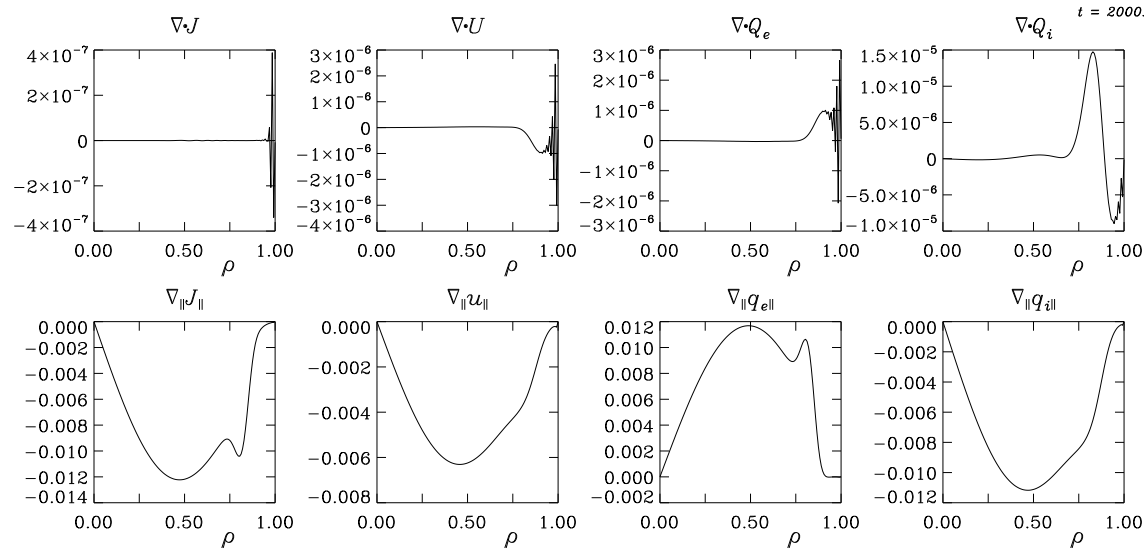 t = 2000.
∇•J ∇•U ∇•Q_e ∇•Q_i
4×10⁻⁷
2×10⁻⁷
0
−2×10⁻⁷
−4×10⁻⁷
0.00 0.50 1.00
ρ
3×10⁻⁶
2×10⁻⁶
1×10⁻⁶
0
−1×10⁻⁶
−2×10⁻⁶
−3×10⁻⁶
−4×10⁻⁶
0.00 0.50 1.00
ρ
3×10⁻⁶
2×10⁻⁶
1×10⁻⁶
0
−1×10⁻⁶
−2×10⁻⁶
−3×10⁻⁶
0.00 0.50 1.00
ρ
1.5×10⁻⁵
1.0×10⁻⁵
5.0×10⁻⁶
0
−5.0×10⁻⁶
−1.0×10⁻⁵
0.00 0.50 1.00
ρ
∇∥J∥ ∇∥u∥ ∇∥q_e∥ ∇∥q_i∥
0.000
−0.002
−0.004
−0.006
−0.008
−0.010
−0.012
−0.014
0.00 0.50 1.00
ρ
0.000
−0.002
−0.004
−0.006
−0.008
0.00 0.50 1.00
ρ
0.012
0.010
0.008
0.006
0.004
0.002
0.000
−0.002
0.00 0.50 1.00
ρ
0.000
−0.002
−0.004
−0.006
−0.008
−0.010
−0.012
0.00 0.50 1.00
ρ